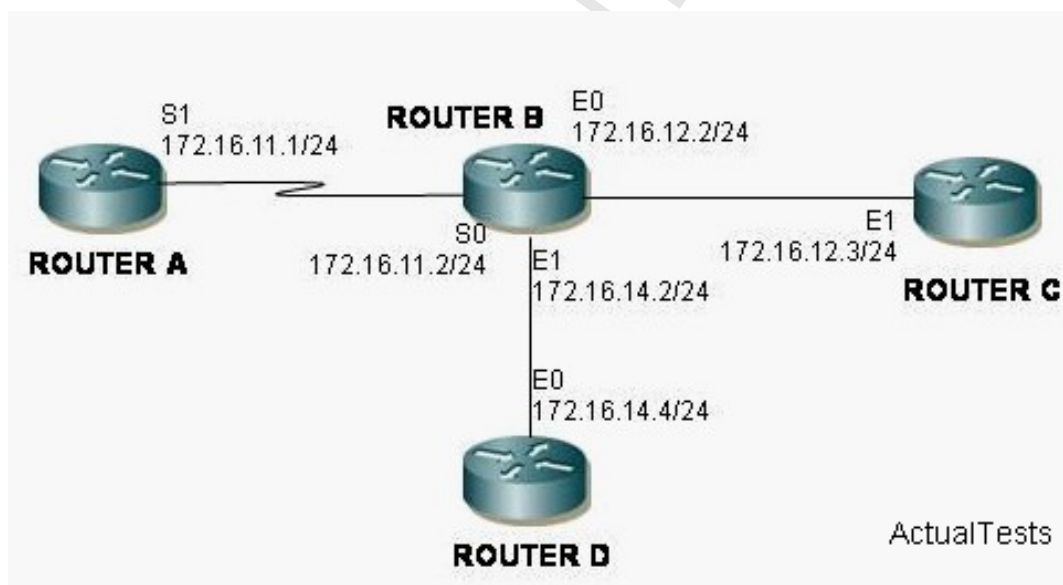 S1
172.16.11.1/24
ROUTER A
ROUTER B
E0
172.16.12.2/24
S0
172.16.11.2/24
E1
172.16.14.2/24
E1
172.16.12.3/24
ROUTER C
E0
172.16.14.4/24
ROUTER D
ActualTests